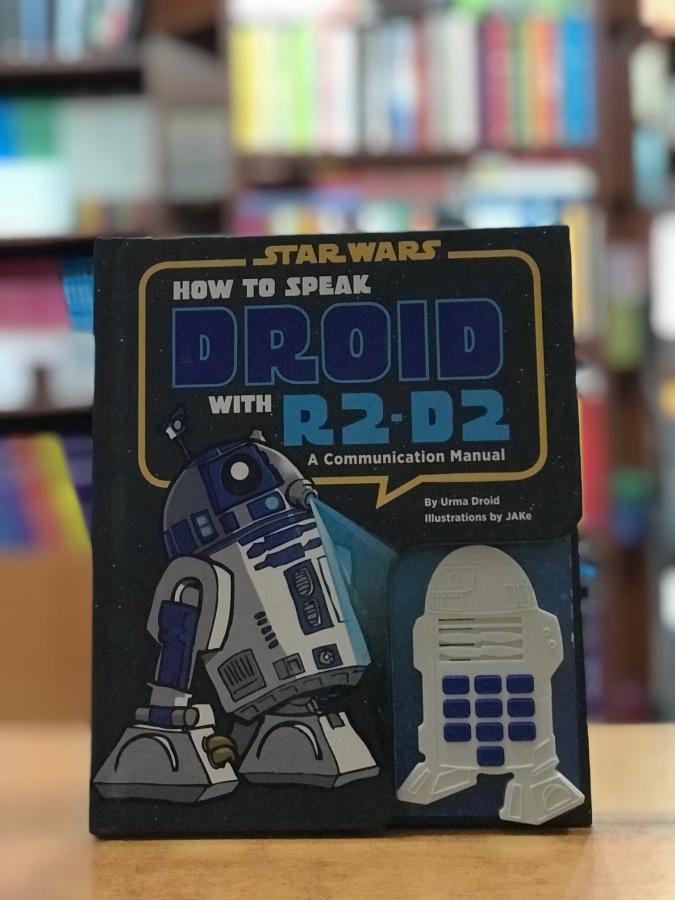 STAR WARS
HOW TO SPEAK
DROID
WITH R2-D2
A Communication Manual
By Urma Droid
Illustrations by JAKe